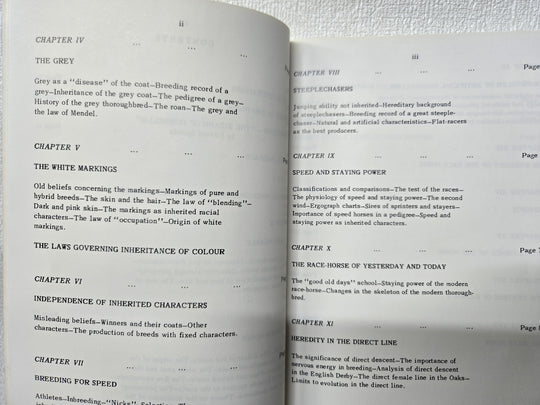 ii
CHAPTER IV ... ... ...
THE GREY
Grey as a "disease" of the coat—Breeding record of a
grey—Inheritance of the grey coat—The pedigree of a grey—
History of the grey thoroughbred—The roan—The grey and
the law of Mendel.
CHAPTER V ... ... ...
THE WHITE MARKINGS
Old beliefs concerning the markings—Markings of pure and
hybrid breeds—The skin and the hair—The law of "blending"—
Dark and pink skin—The markings as inherited racial
characters—The law of "occupation"—Origin of white
markings.
THE LAWS GOVERNING INHERITANCE OF COLOUR
CHAPTER VI ... ... ...
INDEPENDENCE OF INHERITED CHARACTERS
Misleading beliefs—Winners and their coats—Other
characters—The production of breeds with fixed characters.
CHAPTER VII ... ... ...
BREEDING FOR SPEED
Athletes—Inbreeding—"Nicks"
iii
CHAPTER VIII ... ... ... Page
STEEPLECHASERS
Jumping ability not inherited—Hereditary background
of steeplechasers—Breeding record of a great steeple-
chaser—Natural and artificial characteristics—Flat-racers
as the best producers.
CHAPTER IX ... ... ... Page
SPEED AND STAYING POWER
Classifications and comparisons—The test of the races—
The physiology of speed and staying power—The second
wind—Ergograph charts—Sires of sprinters and stayers—
Importance of speed horses in a pedigree—Speed and
staying power as inherited characters.
CHAPTER X ... ... ... Page
THE RACE-HORSE OF YESTERDAY AND TODAY
The "good old days" school—Staying power of the modern
race-horse—Changes in the skeleton of the modern thorough-
bred.
CHAPTER XI ... ... ... Page
HEREDITY IN THE DIRECT LINE
The significance of direct descent—The importance of
nervous energy in breeding—Analysis of direct descent
in the English Derby—The direct female line in the Oaks—
Limits to evolution in the direct line.